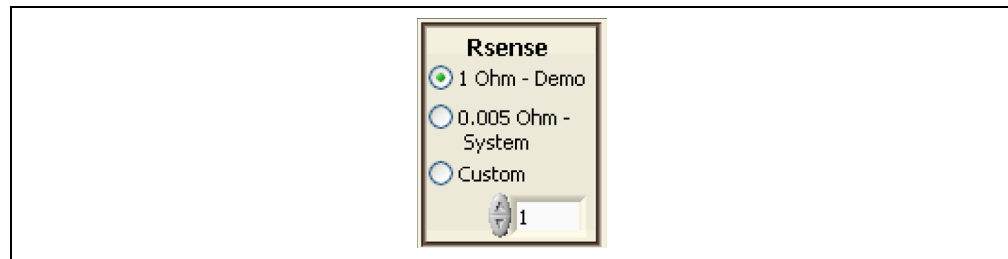 Rsense
1 Ohm - Demo
0.005 Ohm -
System
Custom
1